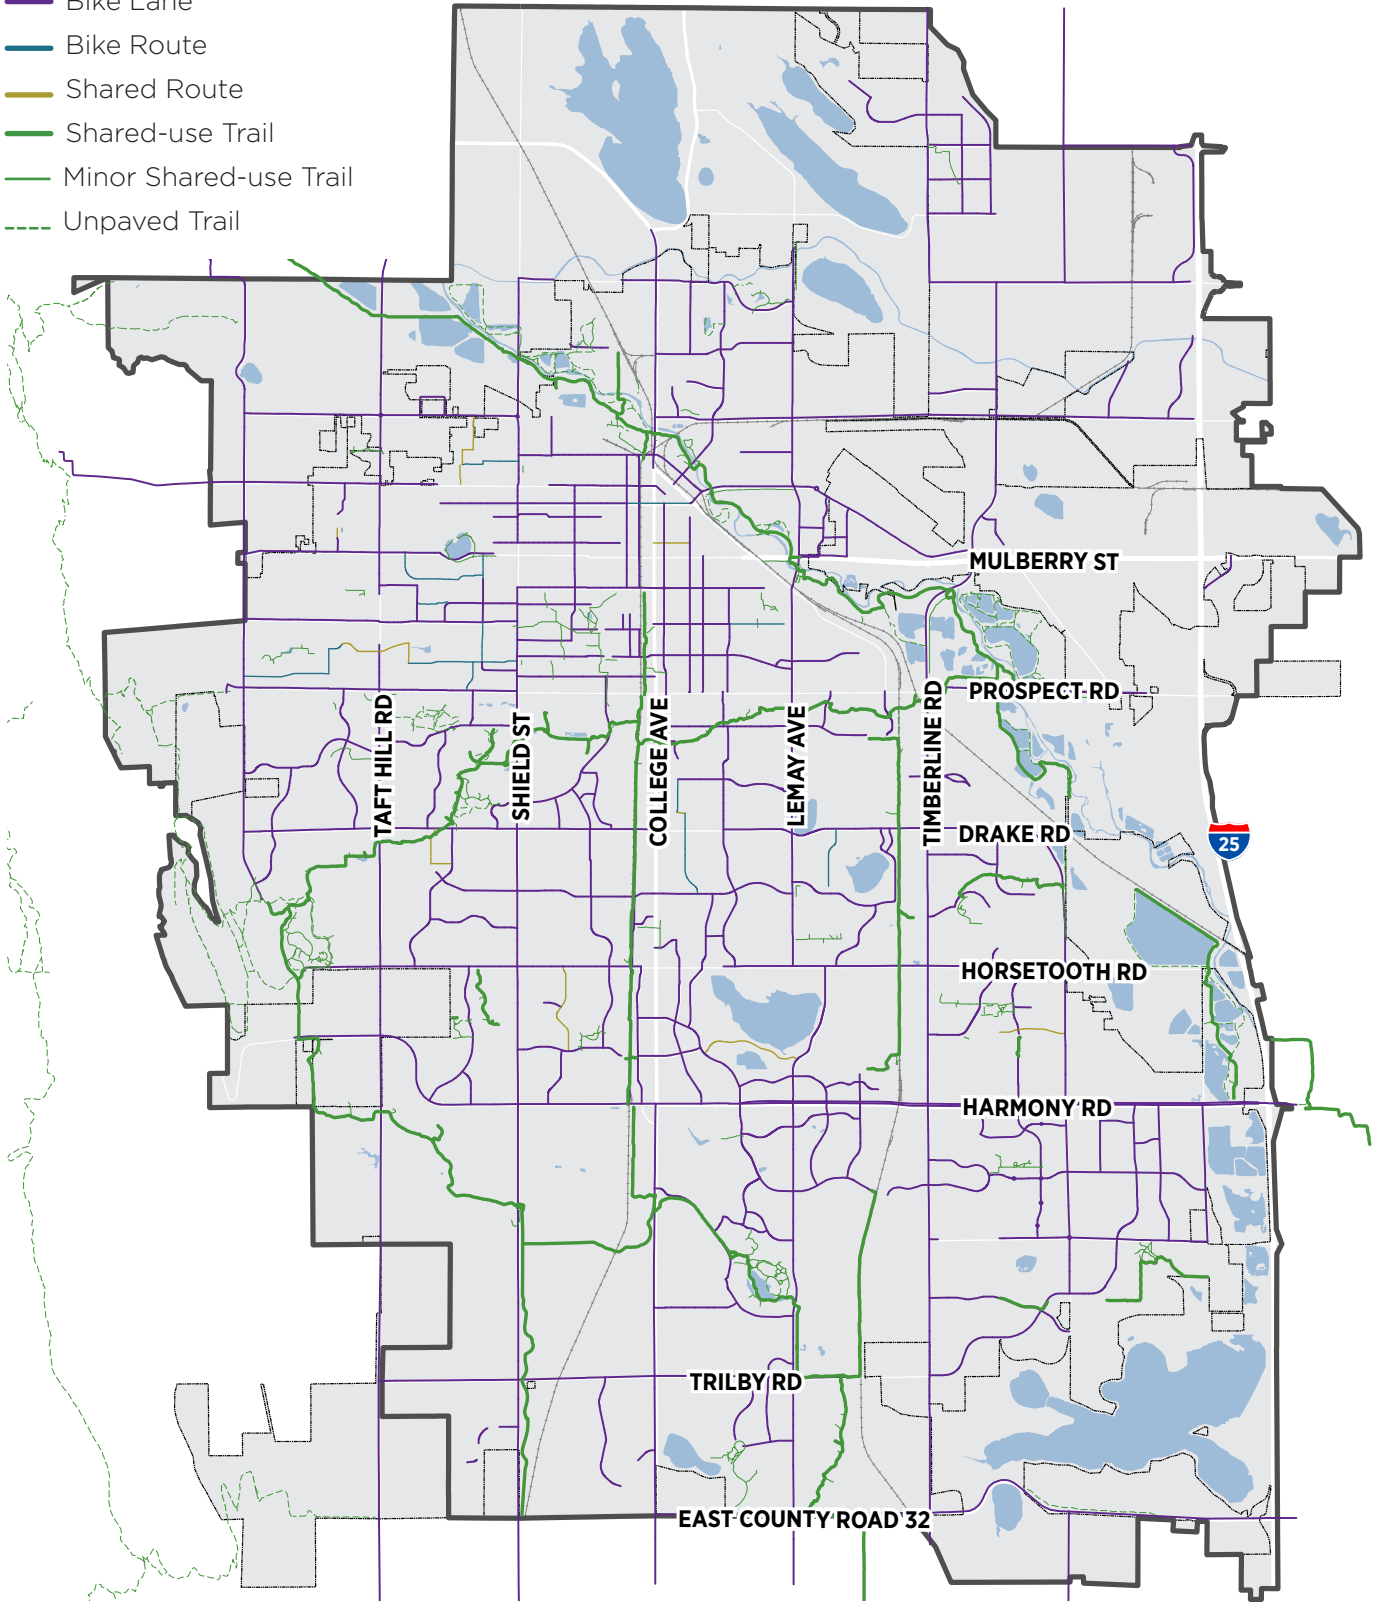 Bike Lane
Bike Route
Shared Route
Shared-use Trail
Minor Shared-use Trail
Unpaved Trail
MULBERRY ST
PROSPECT RD
TAFT HILL RD
SHIELD ST
COLLEGE AVE
LEMAY AVE
TIMBERLINE RD
DRAKE RD
25
HORSETOOTH RD
HARMONY RD
TRILBY RD
EAST COUNTY ROAD 32